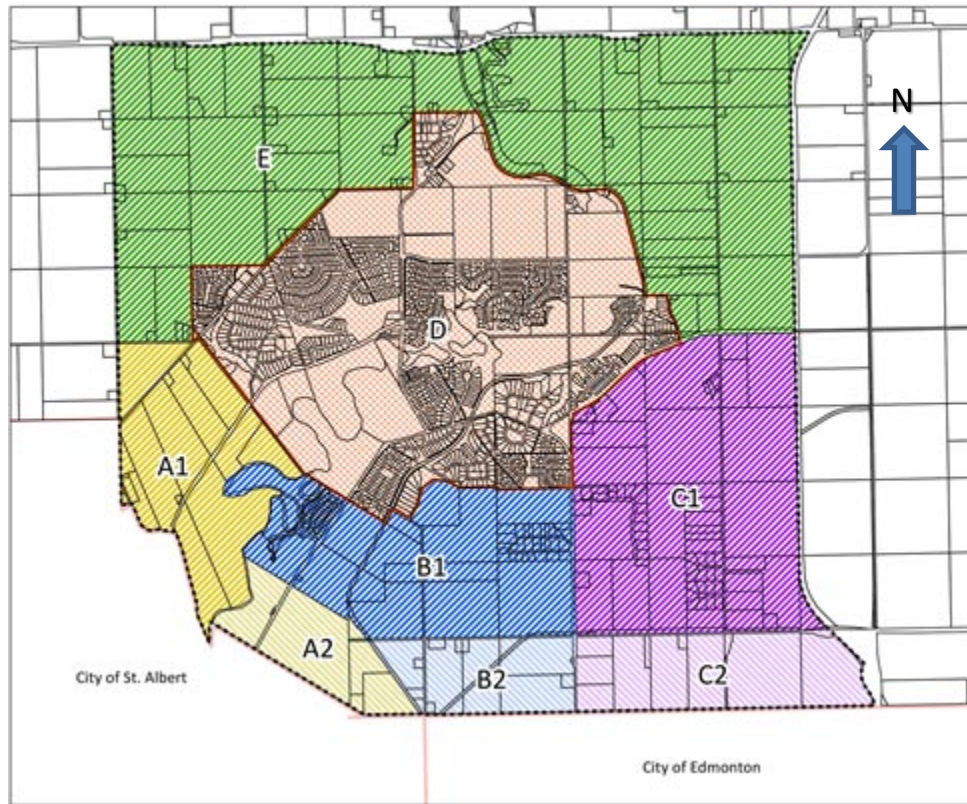 N
E
D
A1
C1
B1
A2
B2
C2
City of St. Albert
City of Edmonton